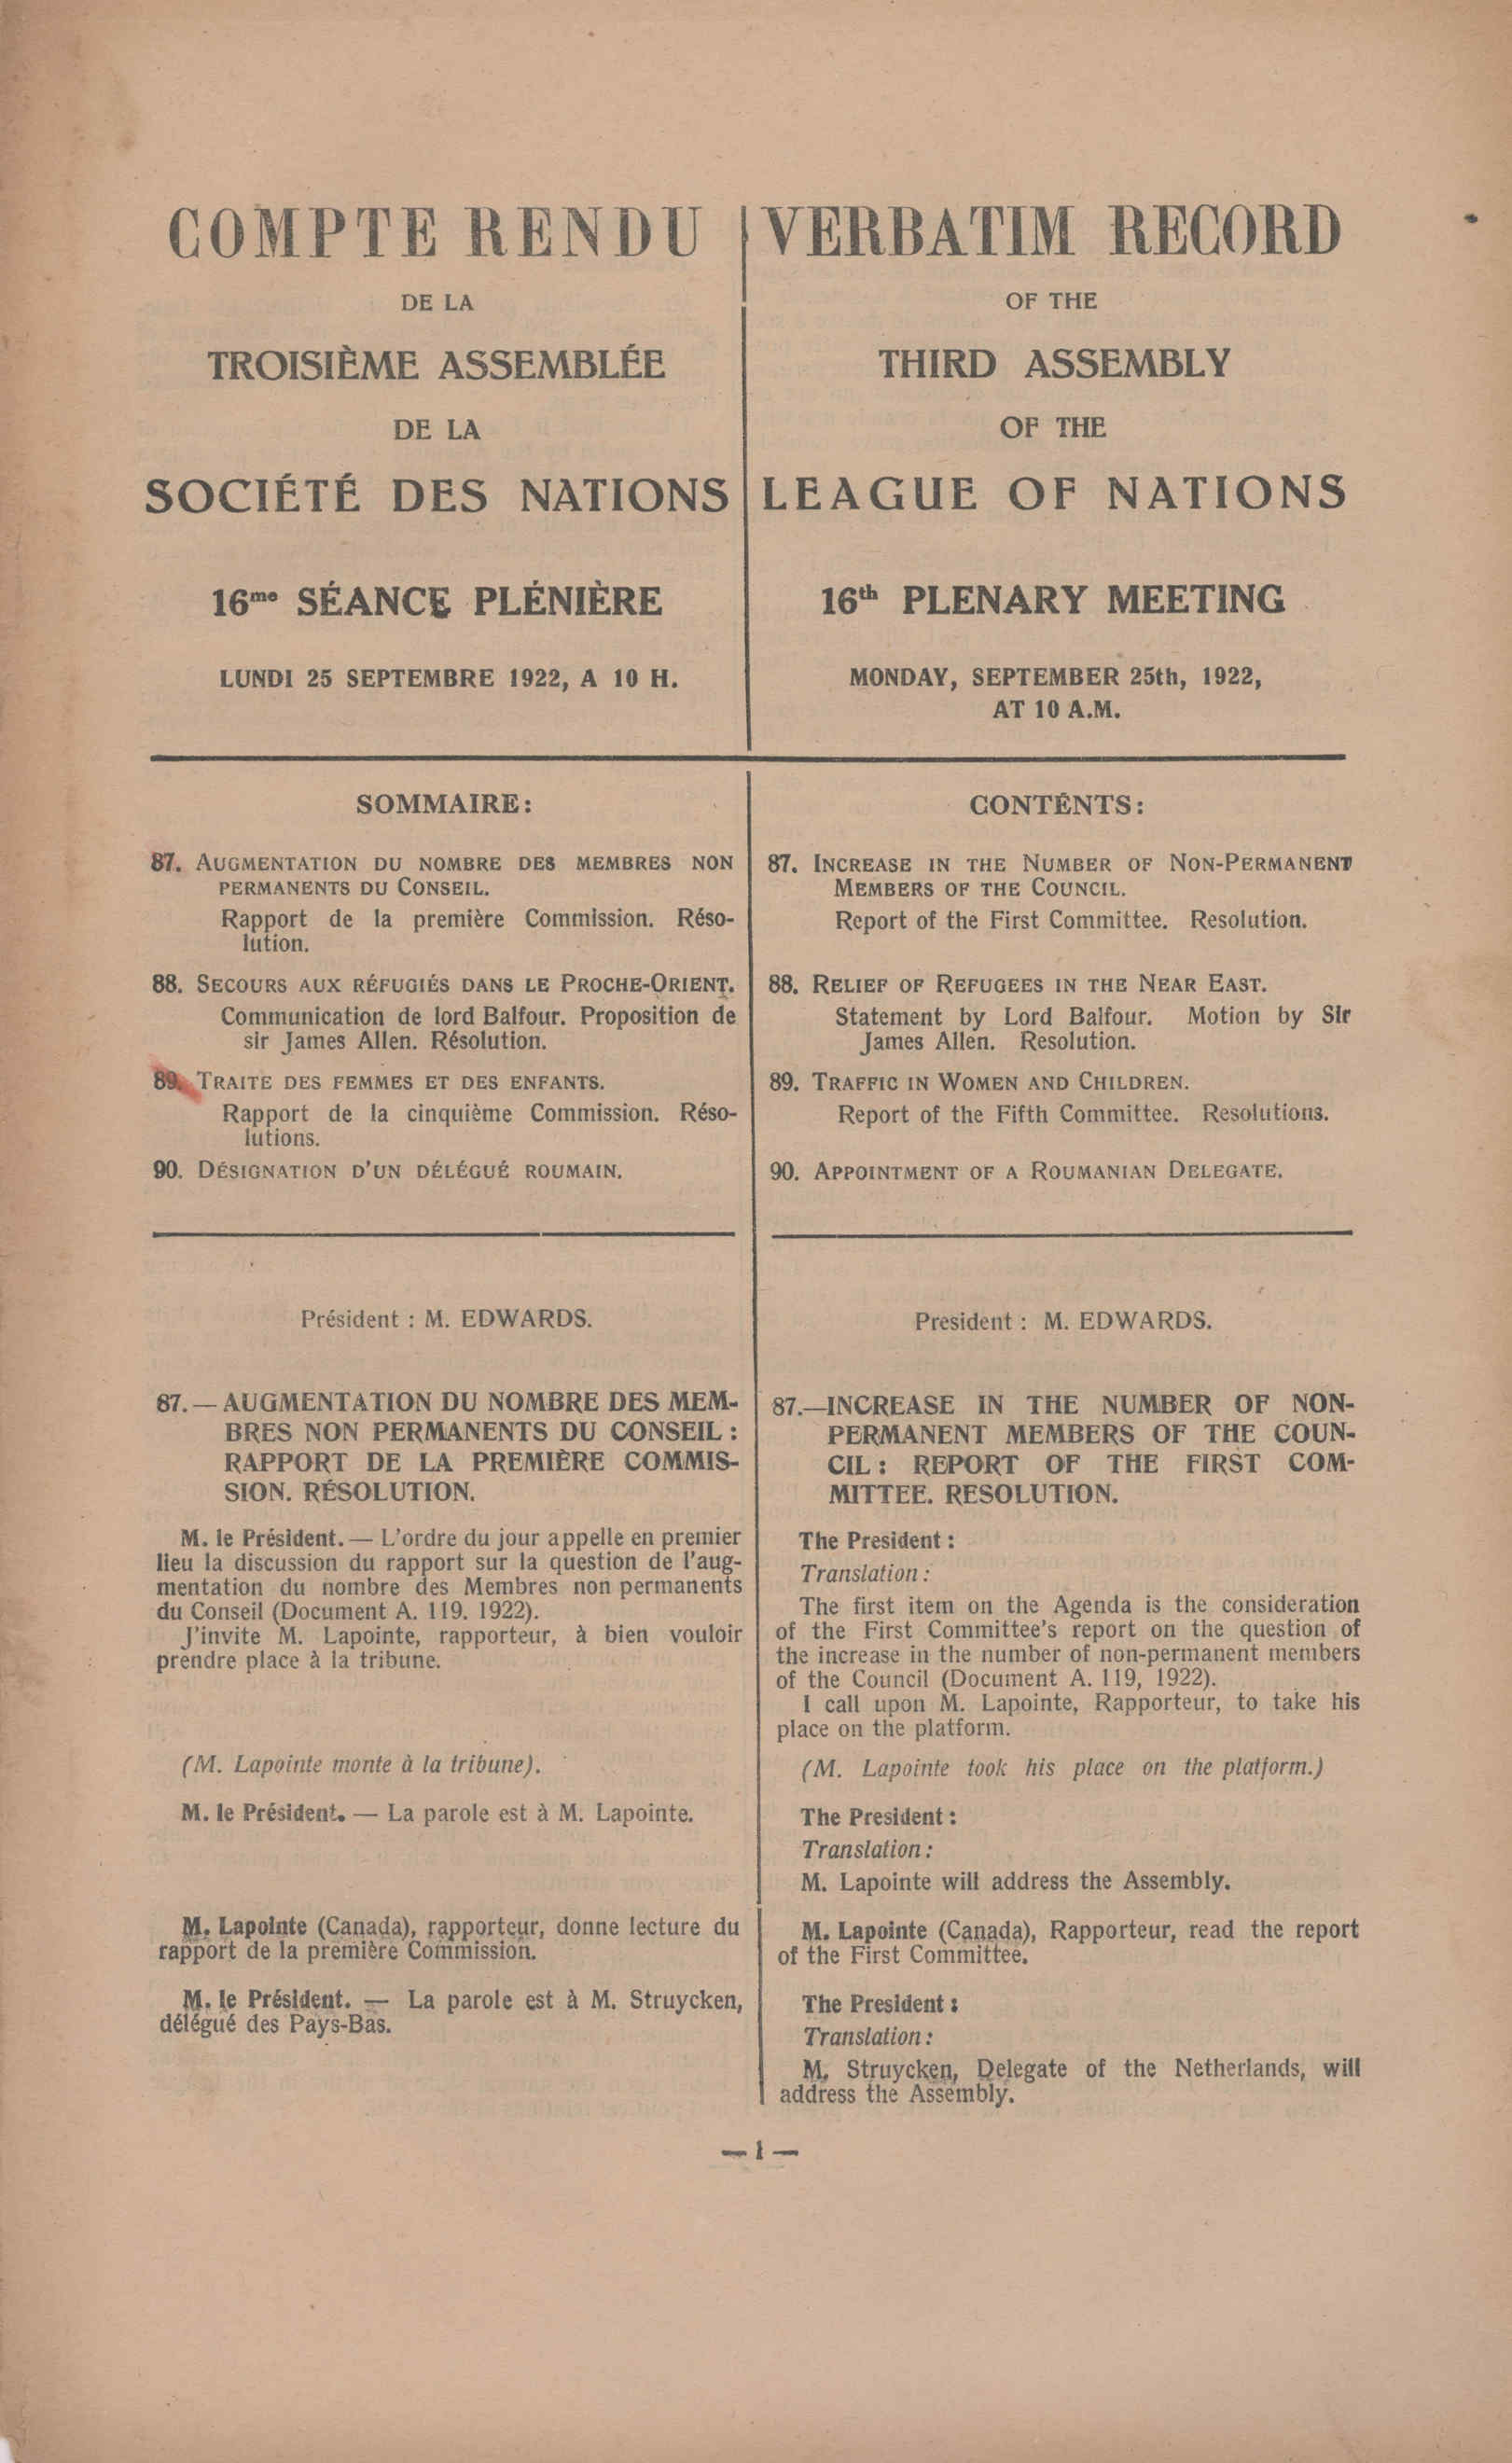 COMPTE RENDU
DE LA
TROISIÈME ASSEMBLÉE
DE LA
SOCIÉTÉ DES NATIONS
16me SÉANCE PLÉNIÈRE
LUNDI 25 SEPTEMBRE 1922, A 10 H.
VERBATIM RECORD
OF THE
THIRD ASSEMBLY
OF THE
LEAGUE OF NATIONS
16th PLENARY MEETING
MONDAY, SEPTEMBER 25th, 1922,
AT 10 A.M.
SOMMAIRE:
87. AUGMENTATION DU NOMBRE DES MEMBRES NON
PERMANENTS DU CONSEIL.
Rapport de la première Commission. Réso-
lution.
88. SECOURS AUX RÉFUGIÉS DANS LE PROCHE-ORIENT.
Communication de lord Balfour. Proposition de
sir James Allen. Résolution.
89. TRAITE DES FEMMES ET DES ENFANTS.
Rapport de la cinquième Commission. Réso-
lutions.
90. DÉSIGNATION D'UN DÉLÉGUÉ ROUMAIN.
CONTENTS:
87. INCREASE IN THE NUMBER OF NON-PERMANENT
MEMBERS OF THE COUNCIL.
Report of the First Committee. Resolution.
88. RELIEF OF REFUGEES IN THE NEAR EAST.
Statement by Lord Balfour. Motion by Sir
James Allen. Resolution.
89. TRAFFIC IN WOMEN AND CHILDREN.
Report of the Fifth Committee. Resolutions.
90. APPOINTMENT OF A ROUMANIAN DELEGATE.
Président : M. EDWARDS.
87. — AUGMENTATION DU NOMBRE DES MEM-
BRES NON PERMANENTS DU CONSEIL :
RAPPORT DE LA PREMIÈRE COMMIS-
SION. RÉSOLUTION.
M. le Président. — L'ordre du jour appelle en premier
lieu la discussion du rapport sur la question de l'aug-
mentation du nombre des Membres non permanents
du Conseil (Document A. 119. 1922).
J'invite M. Lapointe, rapporteur, à bien vouloir
prendre place à la tribune.
(M. Lapointe monte à la tribune).
M. le Président. — La parole est à M. Lapointe.
M. Lapointe (Canada), rapporteur, donne lecture du
rapport de la première Commission.
M. le Président. — La parole est à M. Struycken,
délégué des Pays-Bas.
President : M. EDWARDS.
87.—INCREASE IN THE NUMBER OF NON-
PERMANENT MEMBERS OF THE COUN-
CIL : REPORT OF THE FIRST COM-
MITTEE. RESOLUTION.
The President :
Translation :
The first item on the Agenda is the consideration
of the First Committee's report on the question of
the increase in the number of non-permanent members
of the Council (Document A. 119, 1922).
I call upon M. Lapointe, Rapporteur, to take his
place on the platform.
(M. Lapointe took his place on the platform.)
The President :
Translation :
M. Lapointe will address the Assembly.
M. Lapointe (Canada), Rapporteur, read the report
of the First Committee.
The President :
Translation :
M. Struycken, Delegate of the Netherlands, will
address the Assembly.
— 1 —